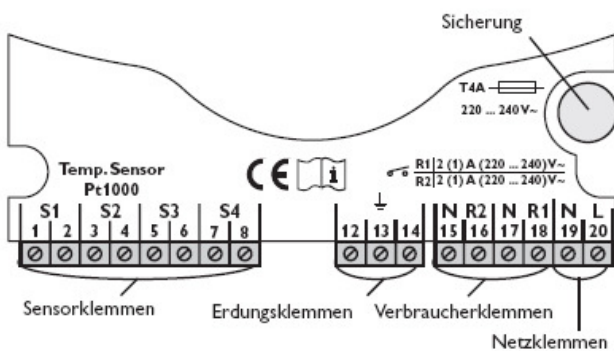 Sicherung
T4A
220 ... 240V~
Temp. Sensor
Pt1000
CE i
R1 2 (1) A (220 ... 240)V~
R2 2 (1) A (220 ... 240)V~
S1 S2 S3 S4
N R2 N R1 N L
1 2 3 4 5 6 7 8 12 13 14 15 16 17 18 19 20
Sensorklemmen
Erdungsklemmen
Verbraucherklemmen
Netzklemmen